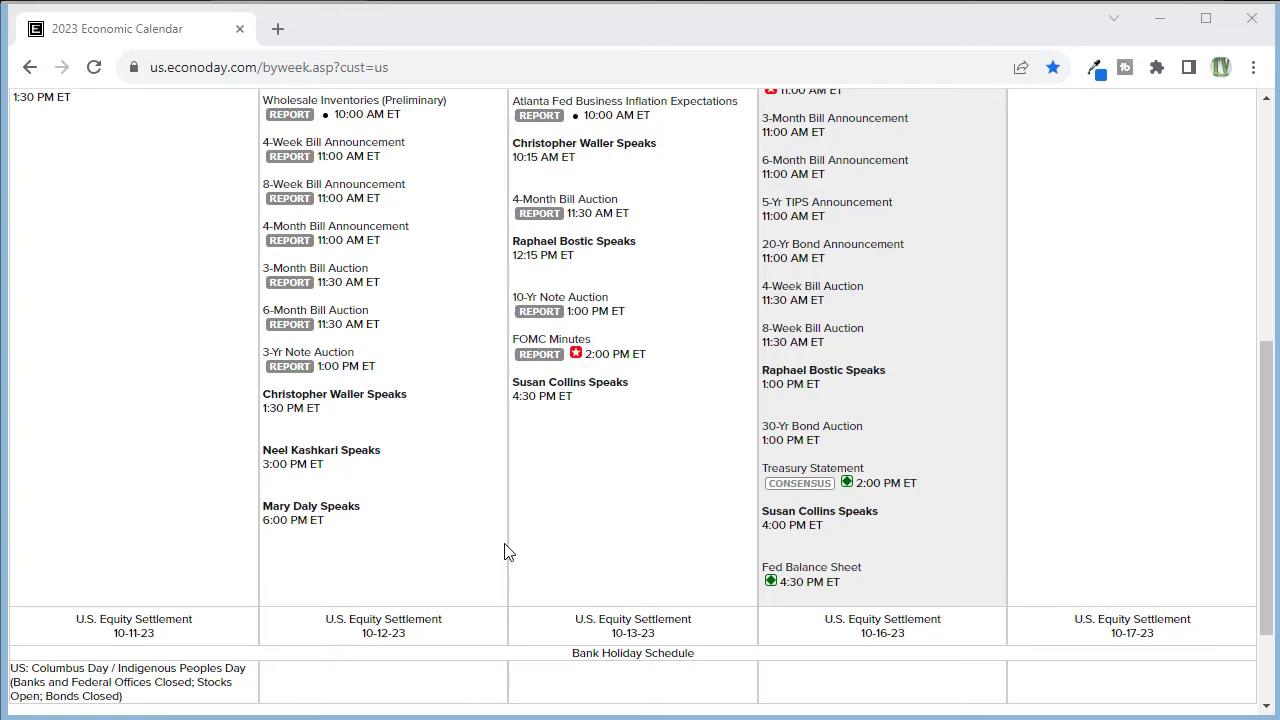 2023 Economic Calendar
us.econoday.com/byweek.asp?cust=us
1:30 PM ET
Wholesale Inventories (Preliminary)
REPORT • 10:00 AM ET
4-Week Bill Announcement
REPORT 11:00 AM ET
8-Week Bill Announcement
REPORT 11:00 AM ET
4-Month Bill Announcement
REPORT 11:00 AM ET
3-Month Bill Auction
REPORT 11:30 AM ET
6-Month Bill Auction
REPORT 11:30 AM ET
3-Yr Note Auction
REPORT 1:00 PM ET
Christopher Waller Speaks
1:30 PM ET
Neel Kashkari Speaks
3:00 PM ET
Mary Daly Speaks
6:00 PM ET
Atlanta Fed Business Inflation Expectations
REPORT • 10:00 AM ET
Christopher Waller Speaks
10:15 AM ET
4-Month Bill Auction
REPORT 11:30 AM ET
Raphael Bostic Speaks
12:15 PM ET
10-Yr Note Auction
REPORT 1:00 PM ET
FOMC Minutes
REPORT 2:00 PM ET
Susan Collins Speaks
4:30 PM ET
11:00 AM ET
3-Month Bill Announcement
11:00 AM ET
6-Month Bill Announcement
11:00 AM ET
5-Yr TIPS Announcement
11:00 AM ET
20-Yr Bond Announcement
11:00 AM ET
4-Week Bill Auction
11:30 AM ET
8-Week Bill Auction
11:30 AM ET
Raphael Bostic Speaks
1:00 PM ET
30-Yr Bond Auction
1:00 PM ET
Treasury Statement
CONSENSUS 2:00 PM ET
Susan Collins Speaks
4:00 PM ET
Fed Balance Sheet
4:30 PM ET
U.S. Equity Settlement
10-11-23
U.S. Equity Settlement
10-12-23
U.S. Equity Settlement
10-13-23
U.S. Equity Settlement
10-16-23
U.S. Equity Settlement
10-17-23
Bank Holiday Schedule
US: Columbus Day / Indigenous Peoples Day
(Banks and Federal Offices Closed; Stocks
Open; Bonds Closed)